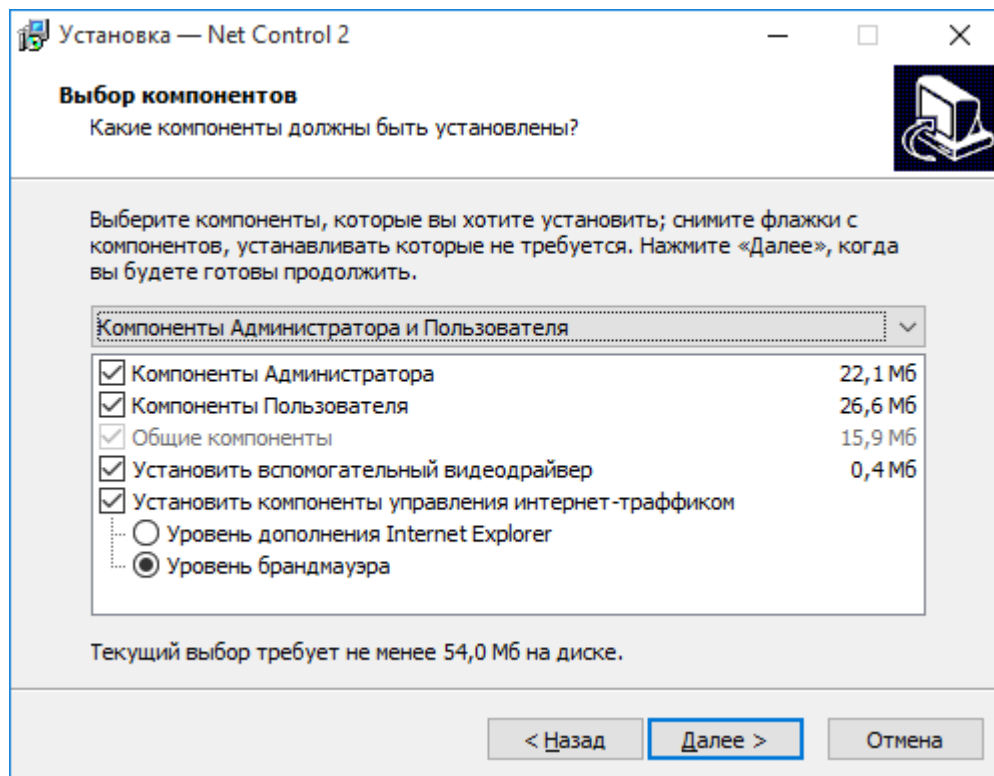 Установка — Net Control 2
Выбор компонентов
Какие компоненты должны быть установлены?
Выберите компоненты, которые вы хотите установить; снимите флажки с
компонентов, устанавливать которые не требуется. Нажмите «Далее», когда
вы будете готовы продолжить.
Компоненты Администратора и Пользователя
Компоненты Администратора 22,1 Мб
Компоненты Пользователя 26,6 Мб
Общие компоненты 15,9 Мб
Установить вспомогательный видеодрайвер 0,4 Мб
Установить компоненты управления интернет-траффиком
Уровень дополнения Internet Explorer
Уровень брандмауэра
Текущий выбор требует не менее 54,0 Мб на диске.
< Назад Далее > Отмена